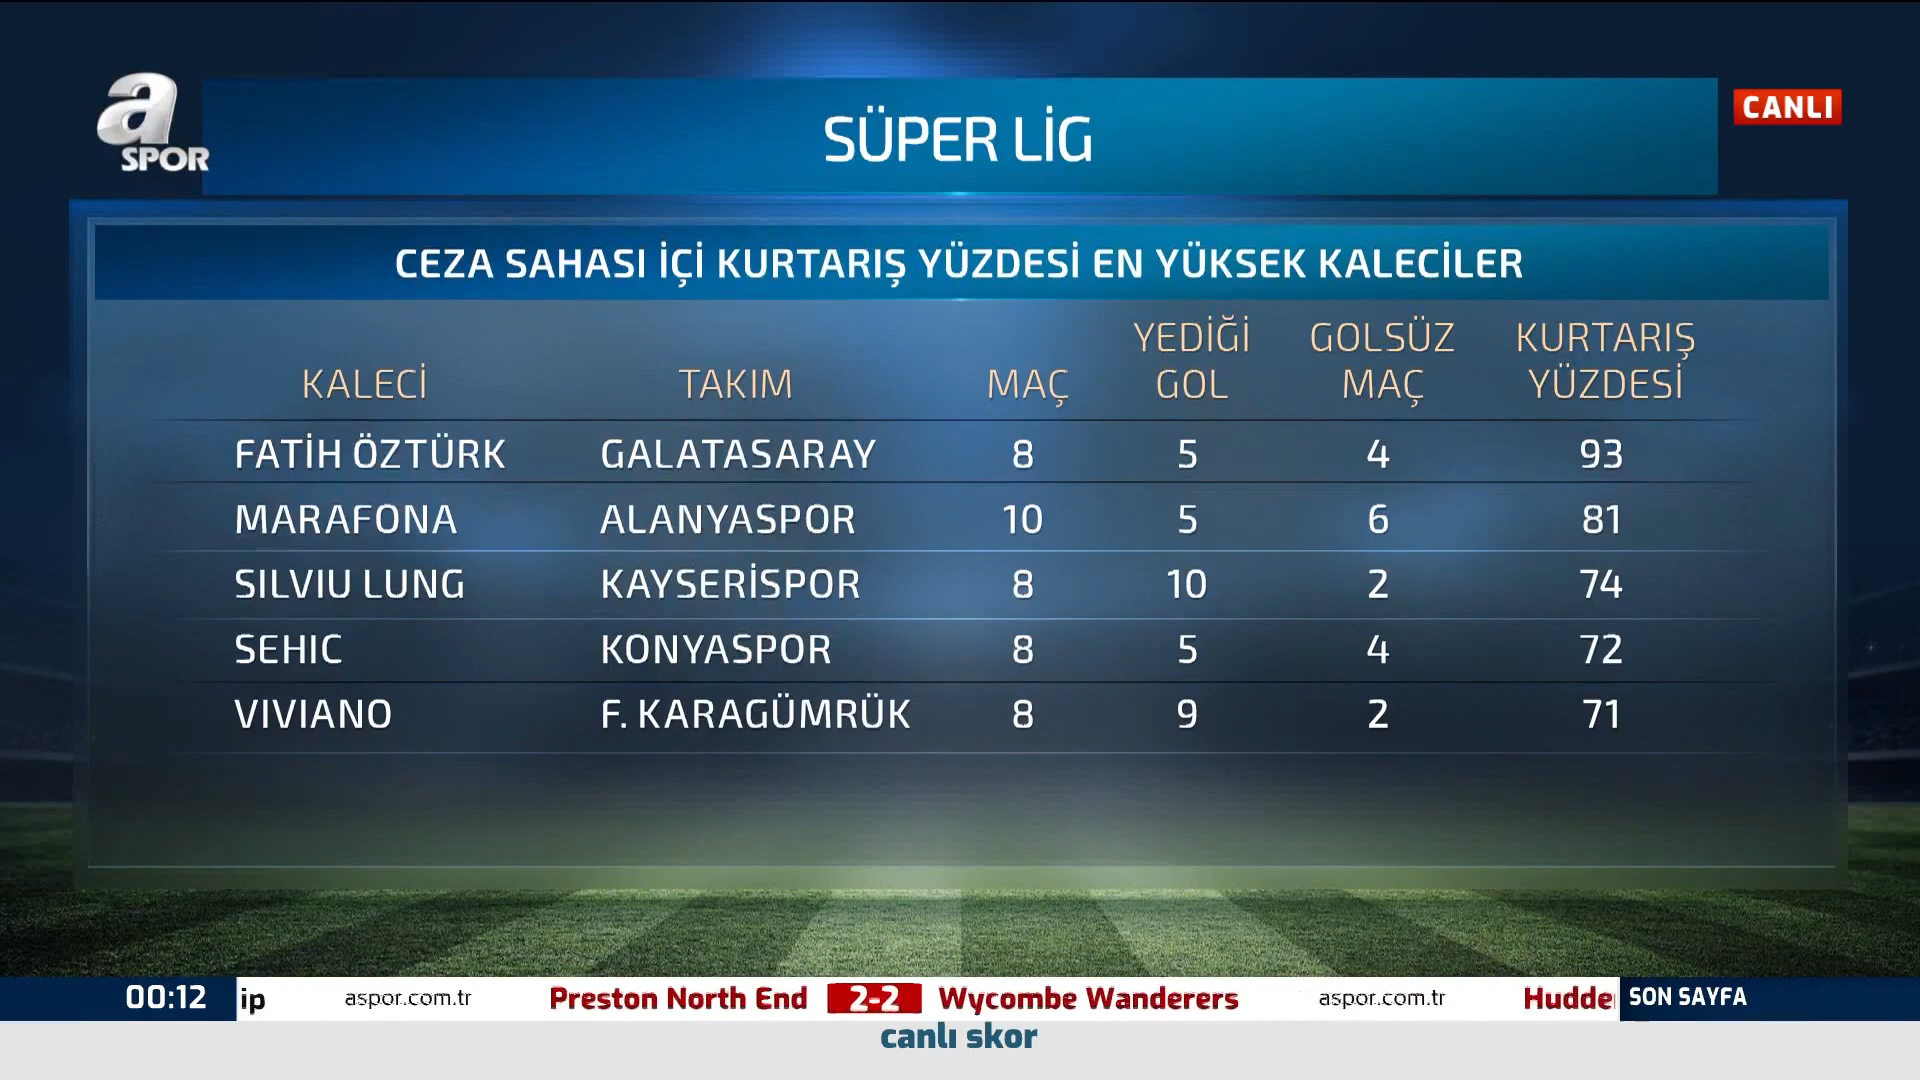 a
SPOR
SÜPER LİG
CANLI
CEZA SAHASI İÇİ KURTARIŞ YÜZDESİ EN YÜKSEK KALECİLER
KALECİ TAKIM MAÇ YEDİĞİ GOL GOLSÜZ MAÇ KURTARIŞ YÜZDESİ
FATİH ÖZTÜRK GALATASARAY 8 5 4 93
MARAFONA ALANYASPOR 10 5 6 81
SILVIU LUNG KAYSERİSPOR 8 10 2 74
SEHIC KONYASPOR 8 5 4 72
VIVIANO F. KARAGÜMRÜK 8 9 2 71
00:12 ip aspor.com.tr Preston North End 2-2 Wycombe Wanderers aspor.com.tr Hudde SON SAYFA
canlı skor